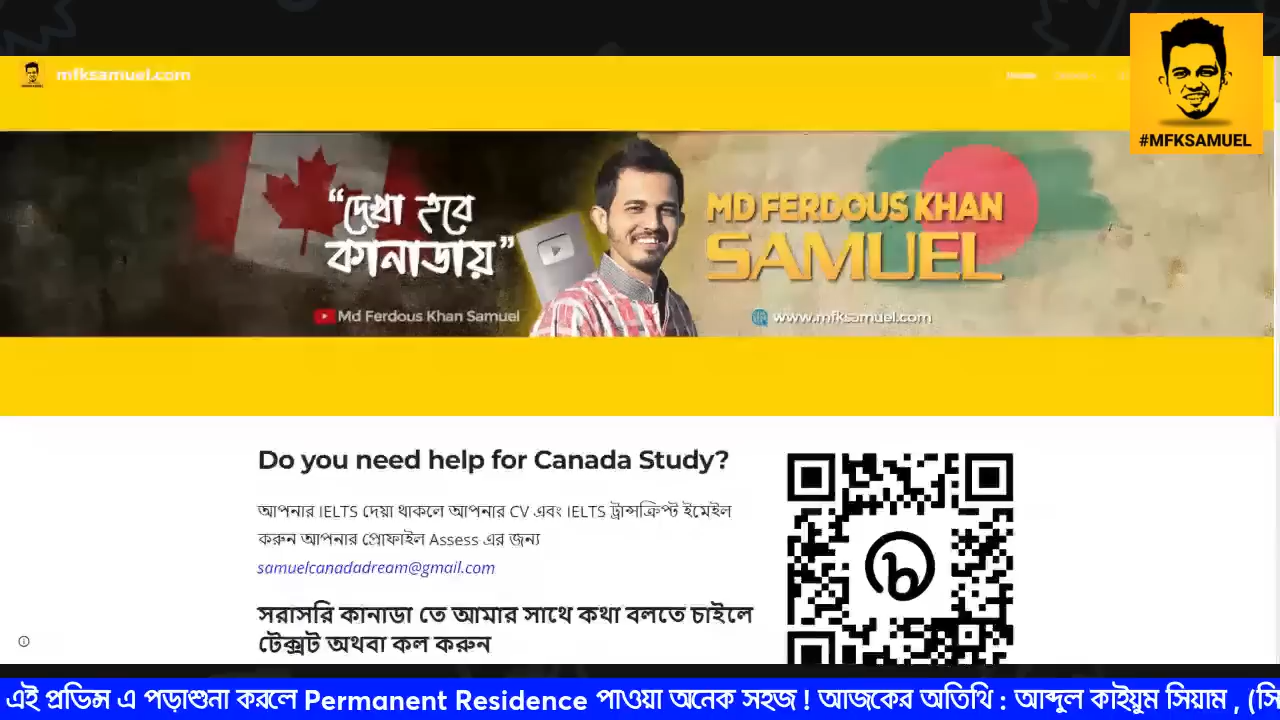 mfksamuel.com
#MFKSAMUEL
“দেখা হবে
কানাডায়”
MD FERDOUS KHAN
SAMUEL
Md Ferdous Khan Samuel
www.mfksamuel.com
Do you need help for Canada Study?
আপনার IELTS দেয়া থাকলে আপনার CV এবং IELTS ট্রান্সক্রিপ্ট ইমেইল
করুন আপনার প্রোফাইল Assess এর জন্য
samuelcanadadream@gmail.com
সরাসরি কানাডা তে আমার সাথে কথা বলতে চাইলে
টেক্সট অথবা কল করুন
এই প্রভিন্স এ পড়াশুনা করলে Permanent Residence পাওয়া অনেক সহজ ! আজকের অতিথি : আব্দুল কাইয়ুম সিয়াম , (সি